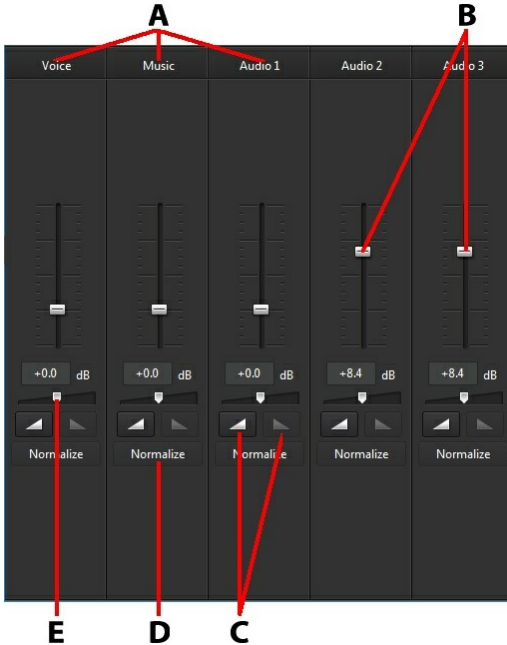 A B
Voice Music Audio 1 Audio 2 Audio 3
+0.0 dB +0.0 dB +0.0 dB +8.4 dB +8.4 dB
Normalize Normalize Normalize Normalize Normalize
E D C